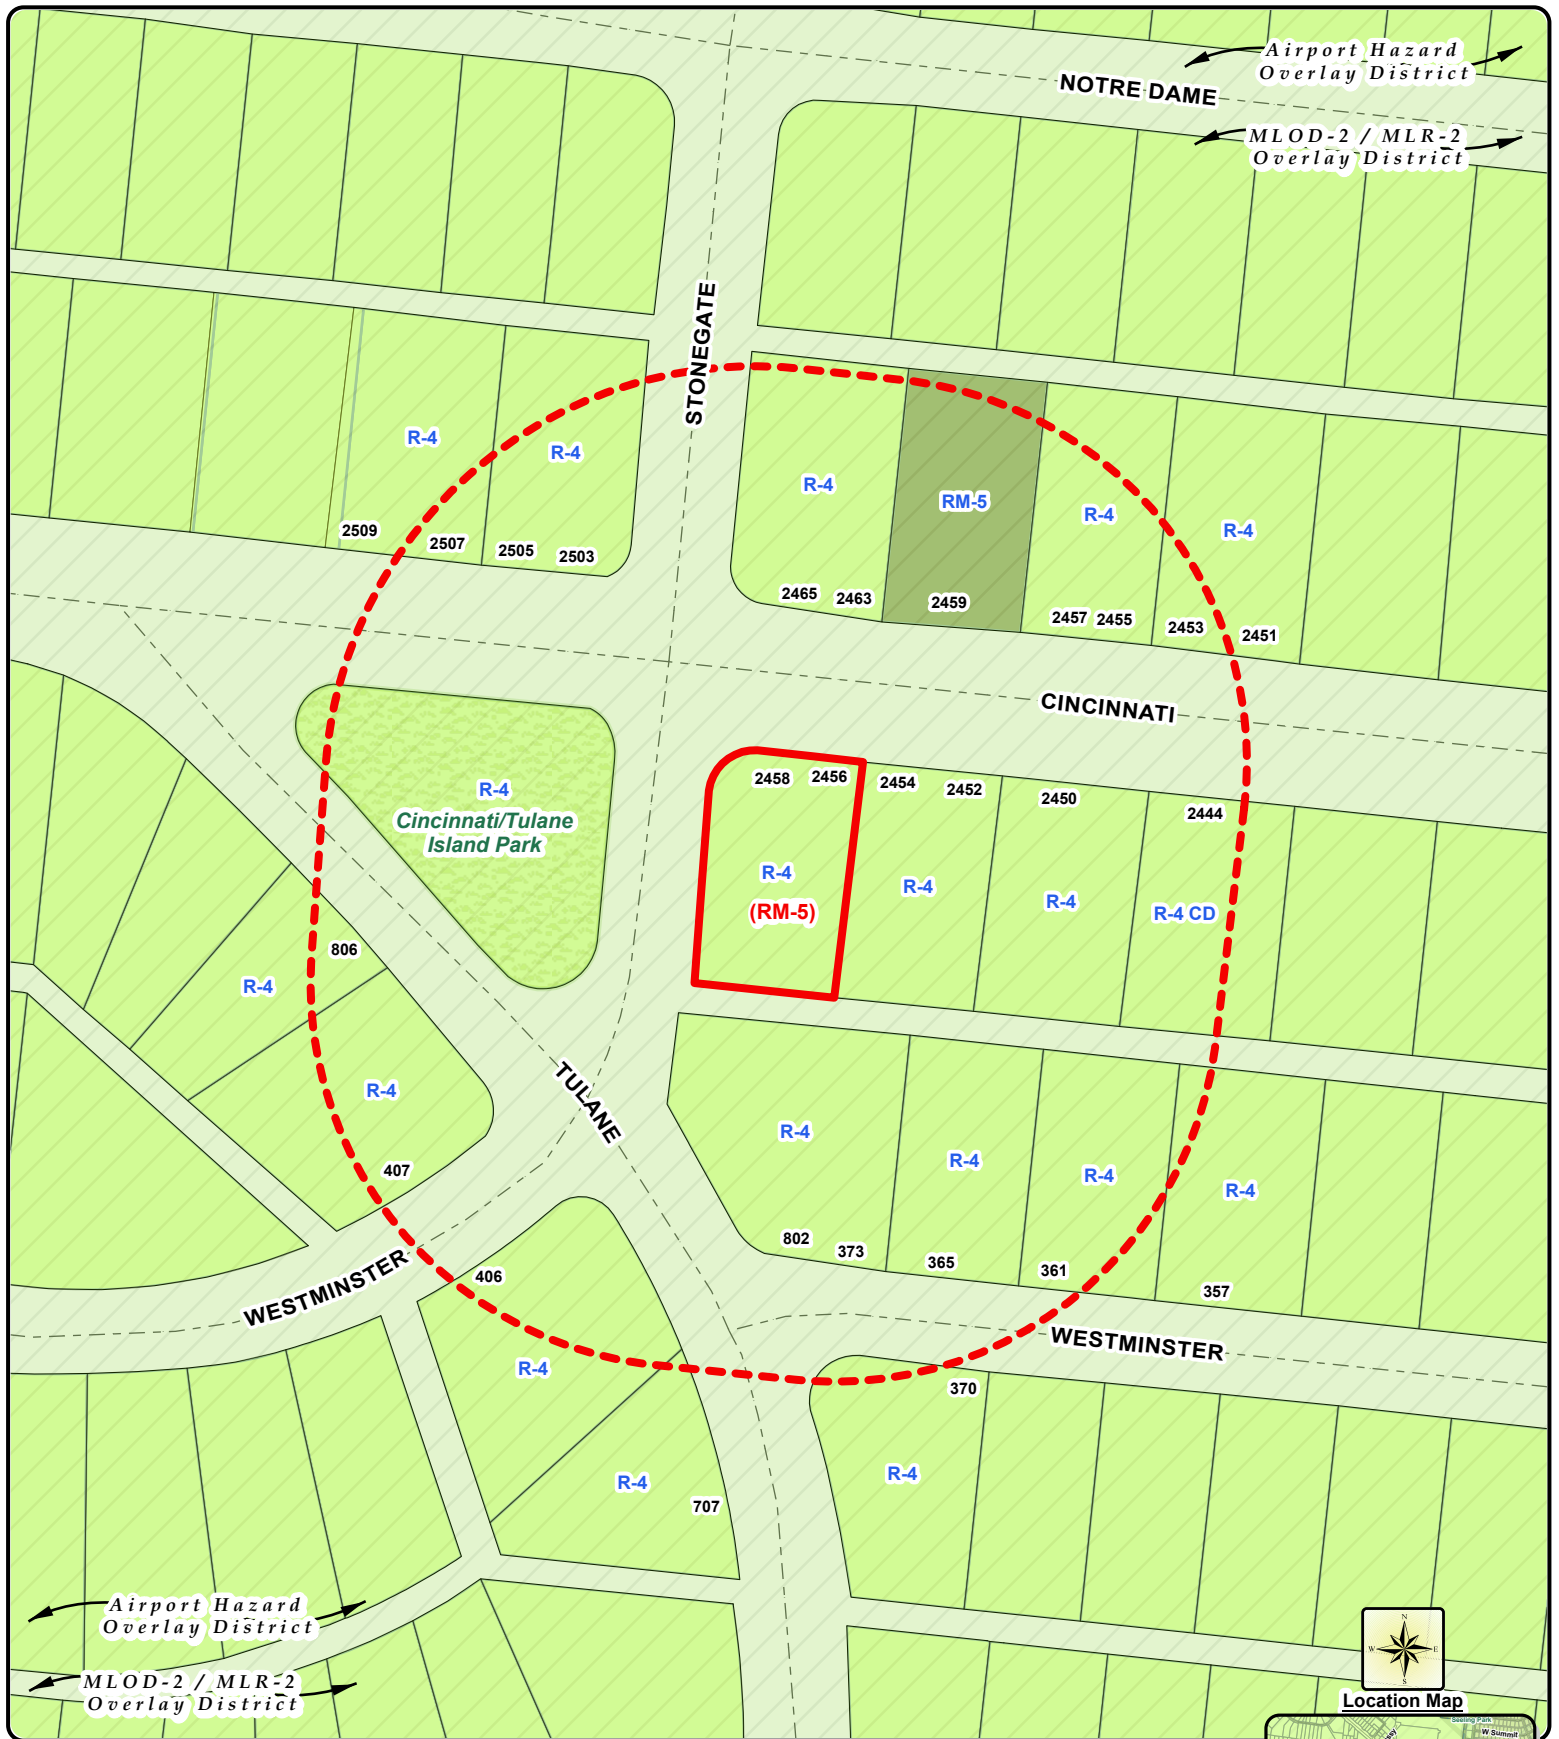 Airport Hazard
Overlay District
NOTRE DAME
MLOD-2 / MLR-2
Overlay District
STONEGATE
R-4
R-4
R-4
RM-5
R-4
R-4
2509
2507
2505
2503
2465
2463
2459
2457
2455
2453
2451
CINCINNATI
R-4
Cincinnati/Tulane
Island Park
2458
2456
2454
2452
2450
2444
R-4
(RM-5)
R-4
R-4
R-4 CD
806
R-4
R-4
407
TULANE
R-4
R-4
R-4
R-4
802
373
365
361
357
WESTMINSTER
406
R-4
WESTMINSTER
370
R-4
R-4
707
Airport Hazard
Overlay District
MLOD-2 / MLR-2
Overlay District
N
W
E
S
Location Map
Seeling Park
W Summit